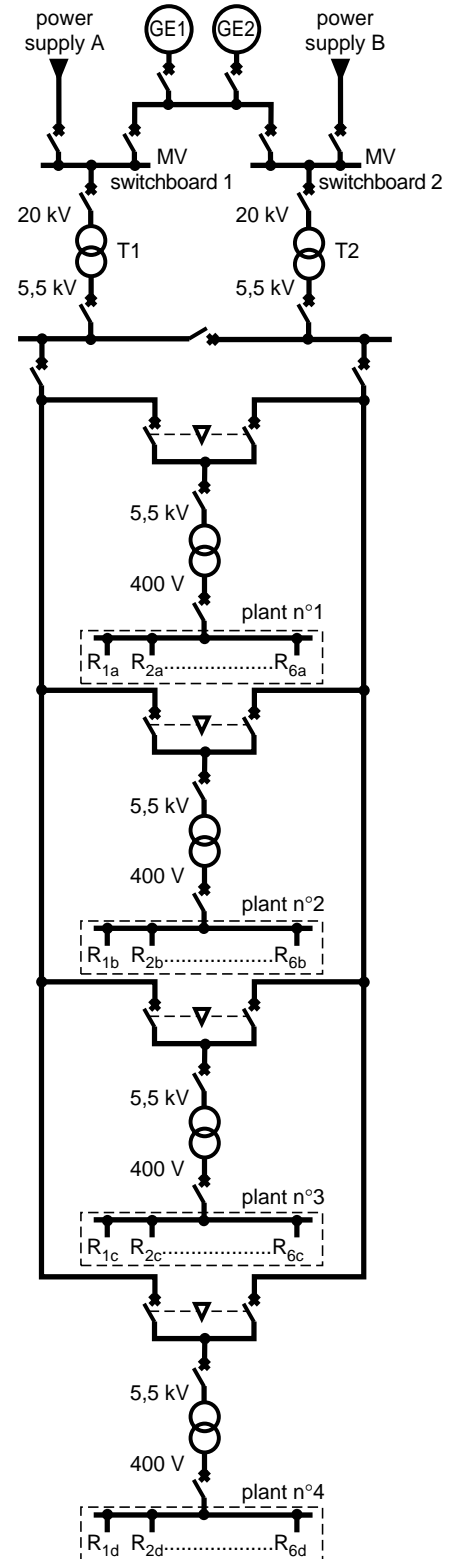 power supply A
GE1 GE2
power supply B
MV switchboard 1
MV switchboard 2
20 kV
T1
20 kV
T2
5,5 kV
5,5 kV
5,5 kV
400 V
plant n°1
R1a R2a....................R6a
5,5 kV
400 V
plant n°2
R1b R2b....................R6b
5,5 kV
400 V
plant n°3
R1c R2c....................R6c
5,5 kV
400 V
plant n°4
R1d R2d....................R6d